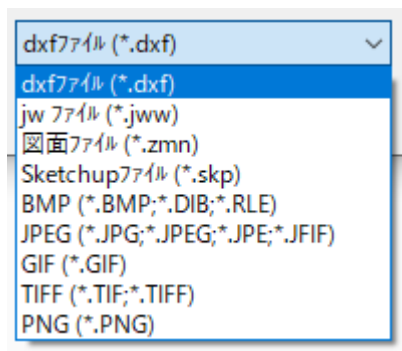 dxfﾌｧｲﾙ (*.dxf)
dxfﾌｧｲﾙ (*.dxf)
jw ﾌｧｲﾙ (*.jww)
図面ﾌｧｲﾙ (*.zmn)
Sketchupﾌｧｲﾙ (*.skp)
BMP (*.BMP;*.DIB;*.RLE)
JPEG (*.JPG;*.JPEG;*.JPE;*.JFIF)
GIF (*.GIF)
TIFF (*.TIF;*.TIFF)
PNG (*.PNG)